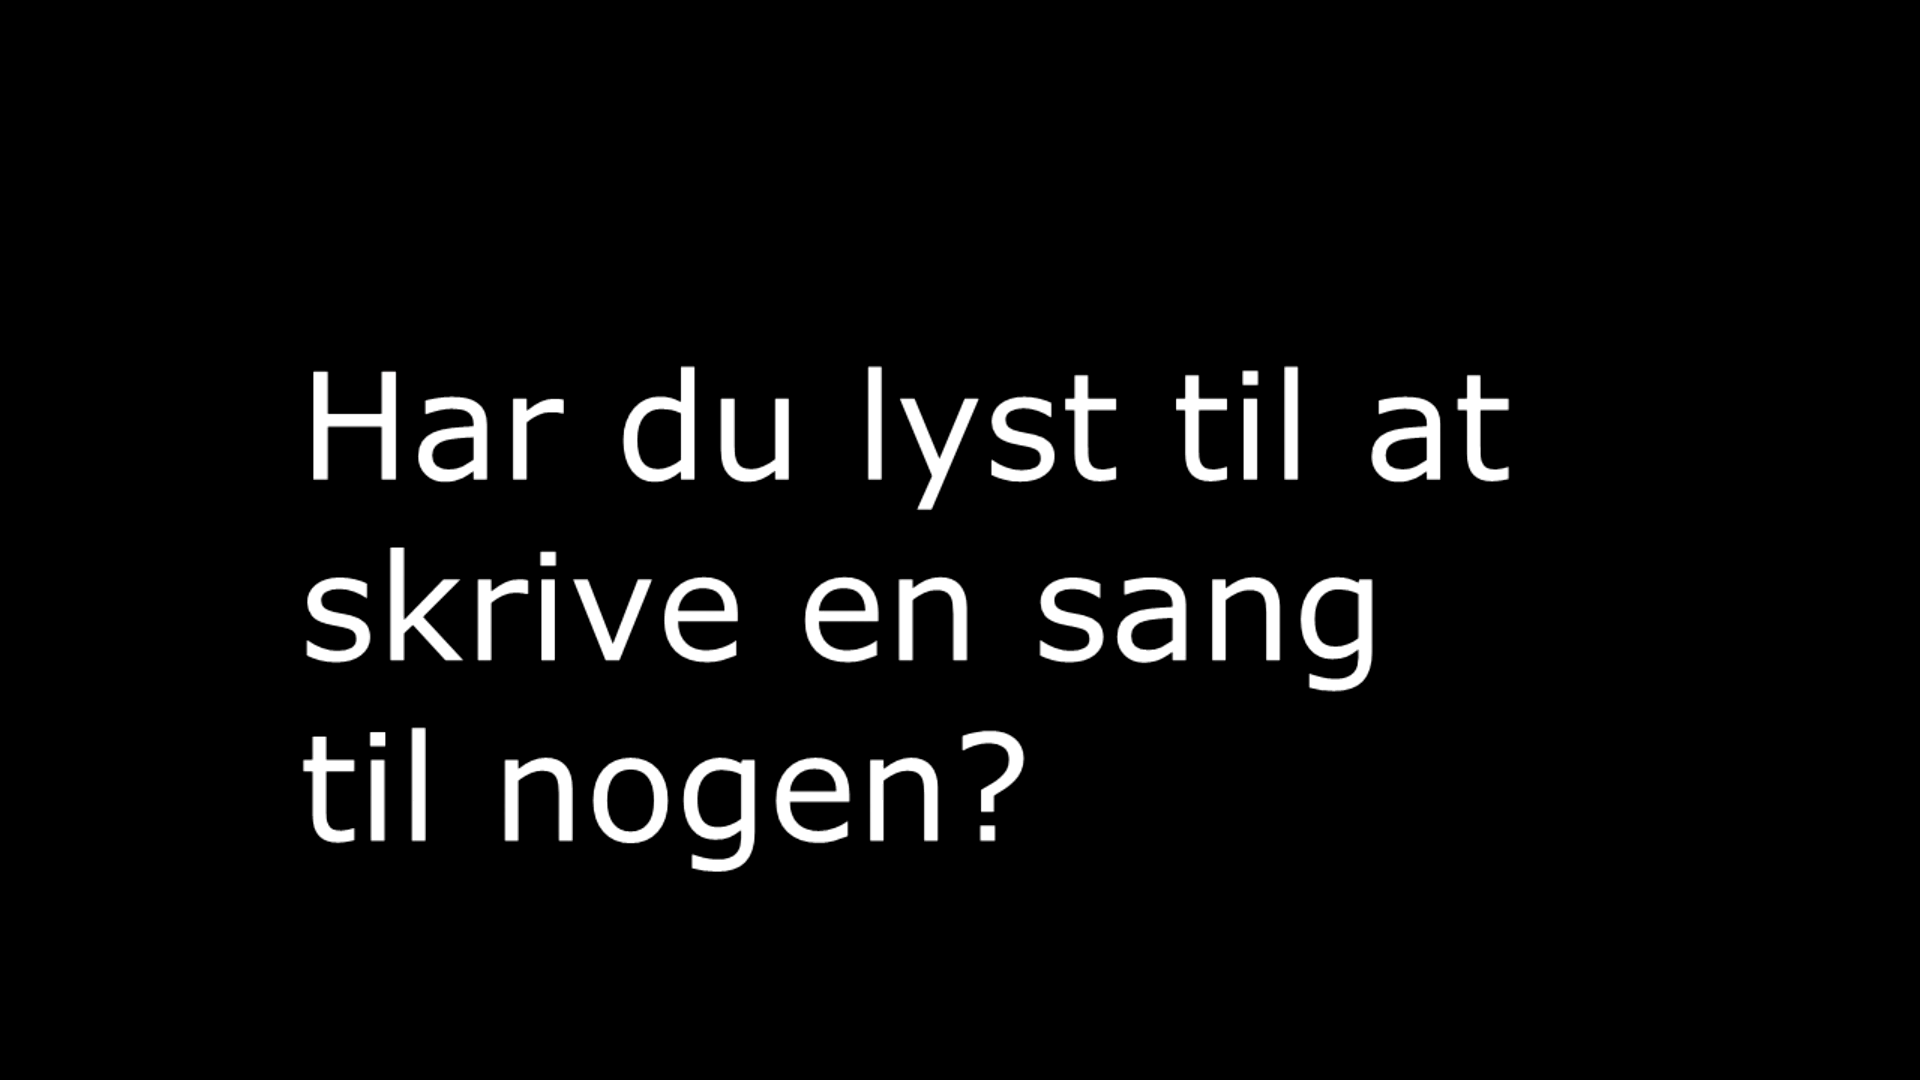 Har du lyst til at
skrive en sang
til nogen?